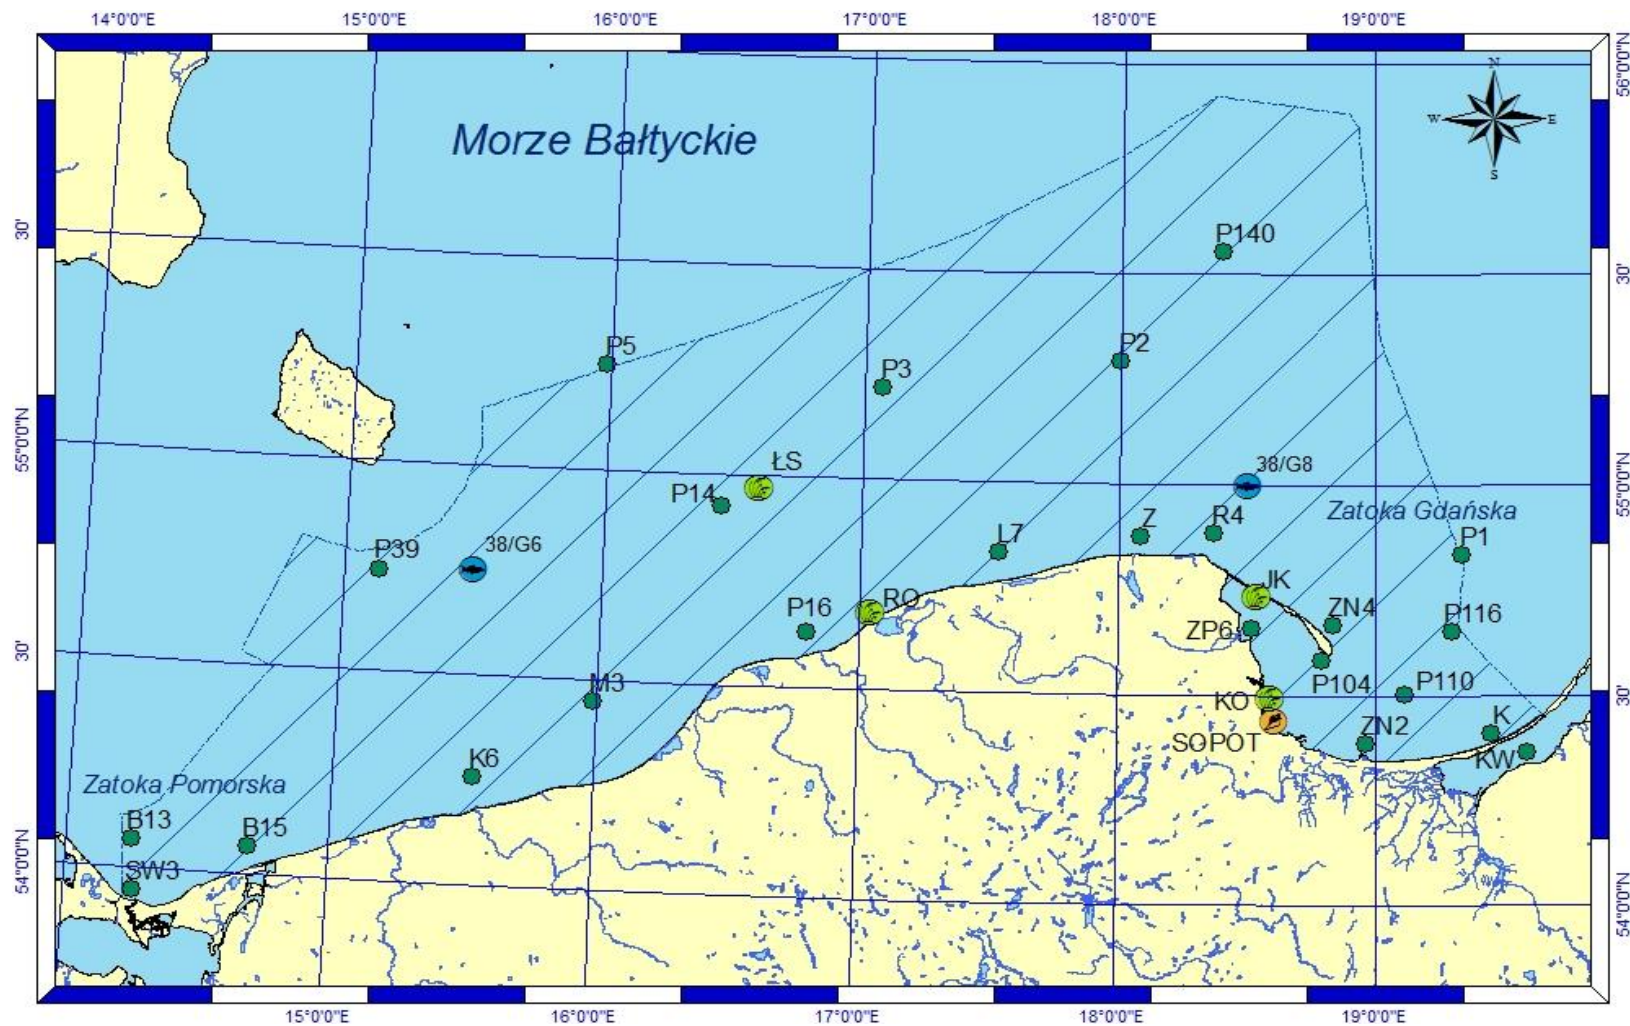 14°0'0"E 15°0'0"E 16°0'0"E 17°0'0"E 18°0'0"E 19°0'0"E
56°0'0"N
N
W E
S
Morze Bałtyckie
30'
P140
30'
P5
P2
P3
55°0'0"N
ŁS
38/G8
P14
55°0'0"N
R4
Zatoka Gdańska
Z
L7
P39
38/G6
P1
JK
RO
P16
ZN4
P116
ZP6
30'
M3
P104
P110
30'
KO
ZN2
K
SOPOT
KW
K6
Zatoka Pomorska
B13
B15
54°0'0"N
SW3
54°0'0"N
15°0'0"E 16°0'0"E 17°0'0"E 18°0'0"E 19°0'0"E